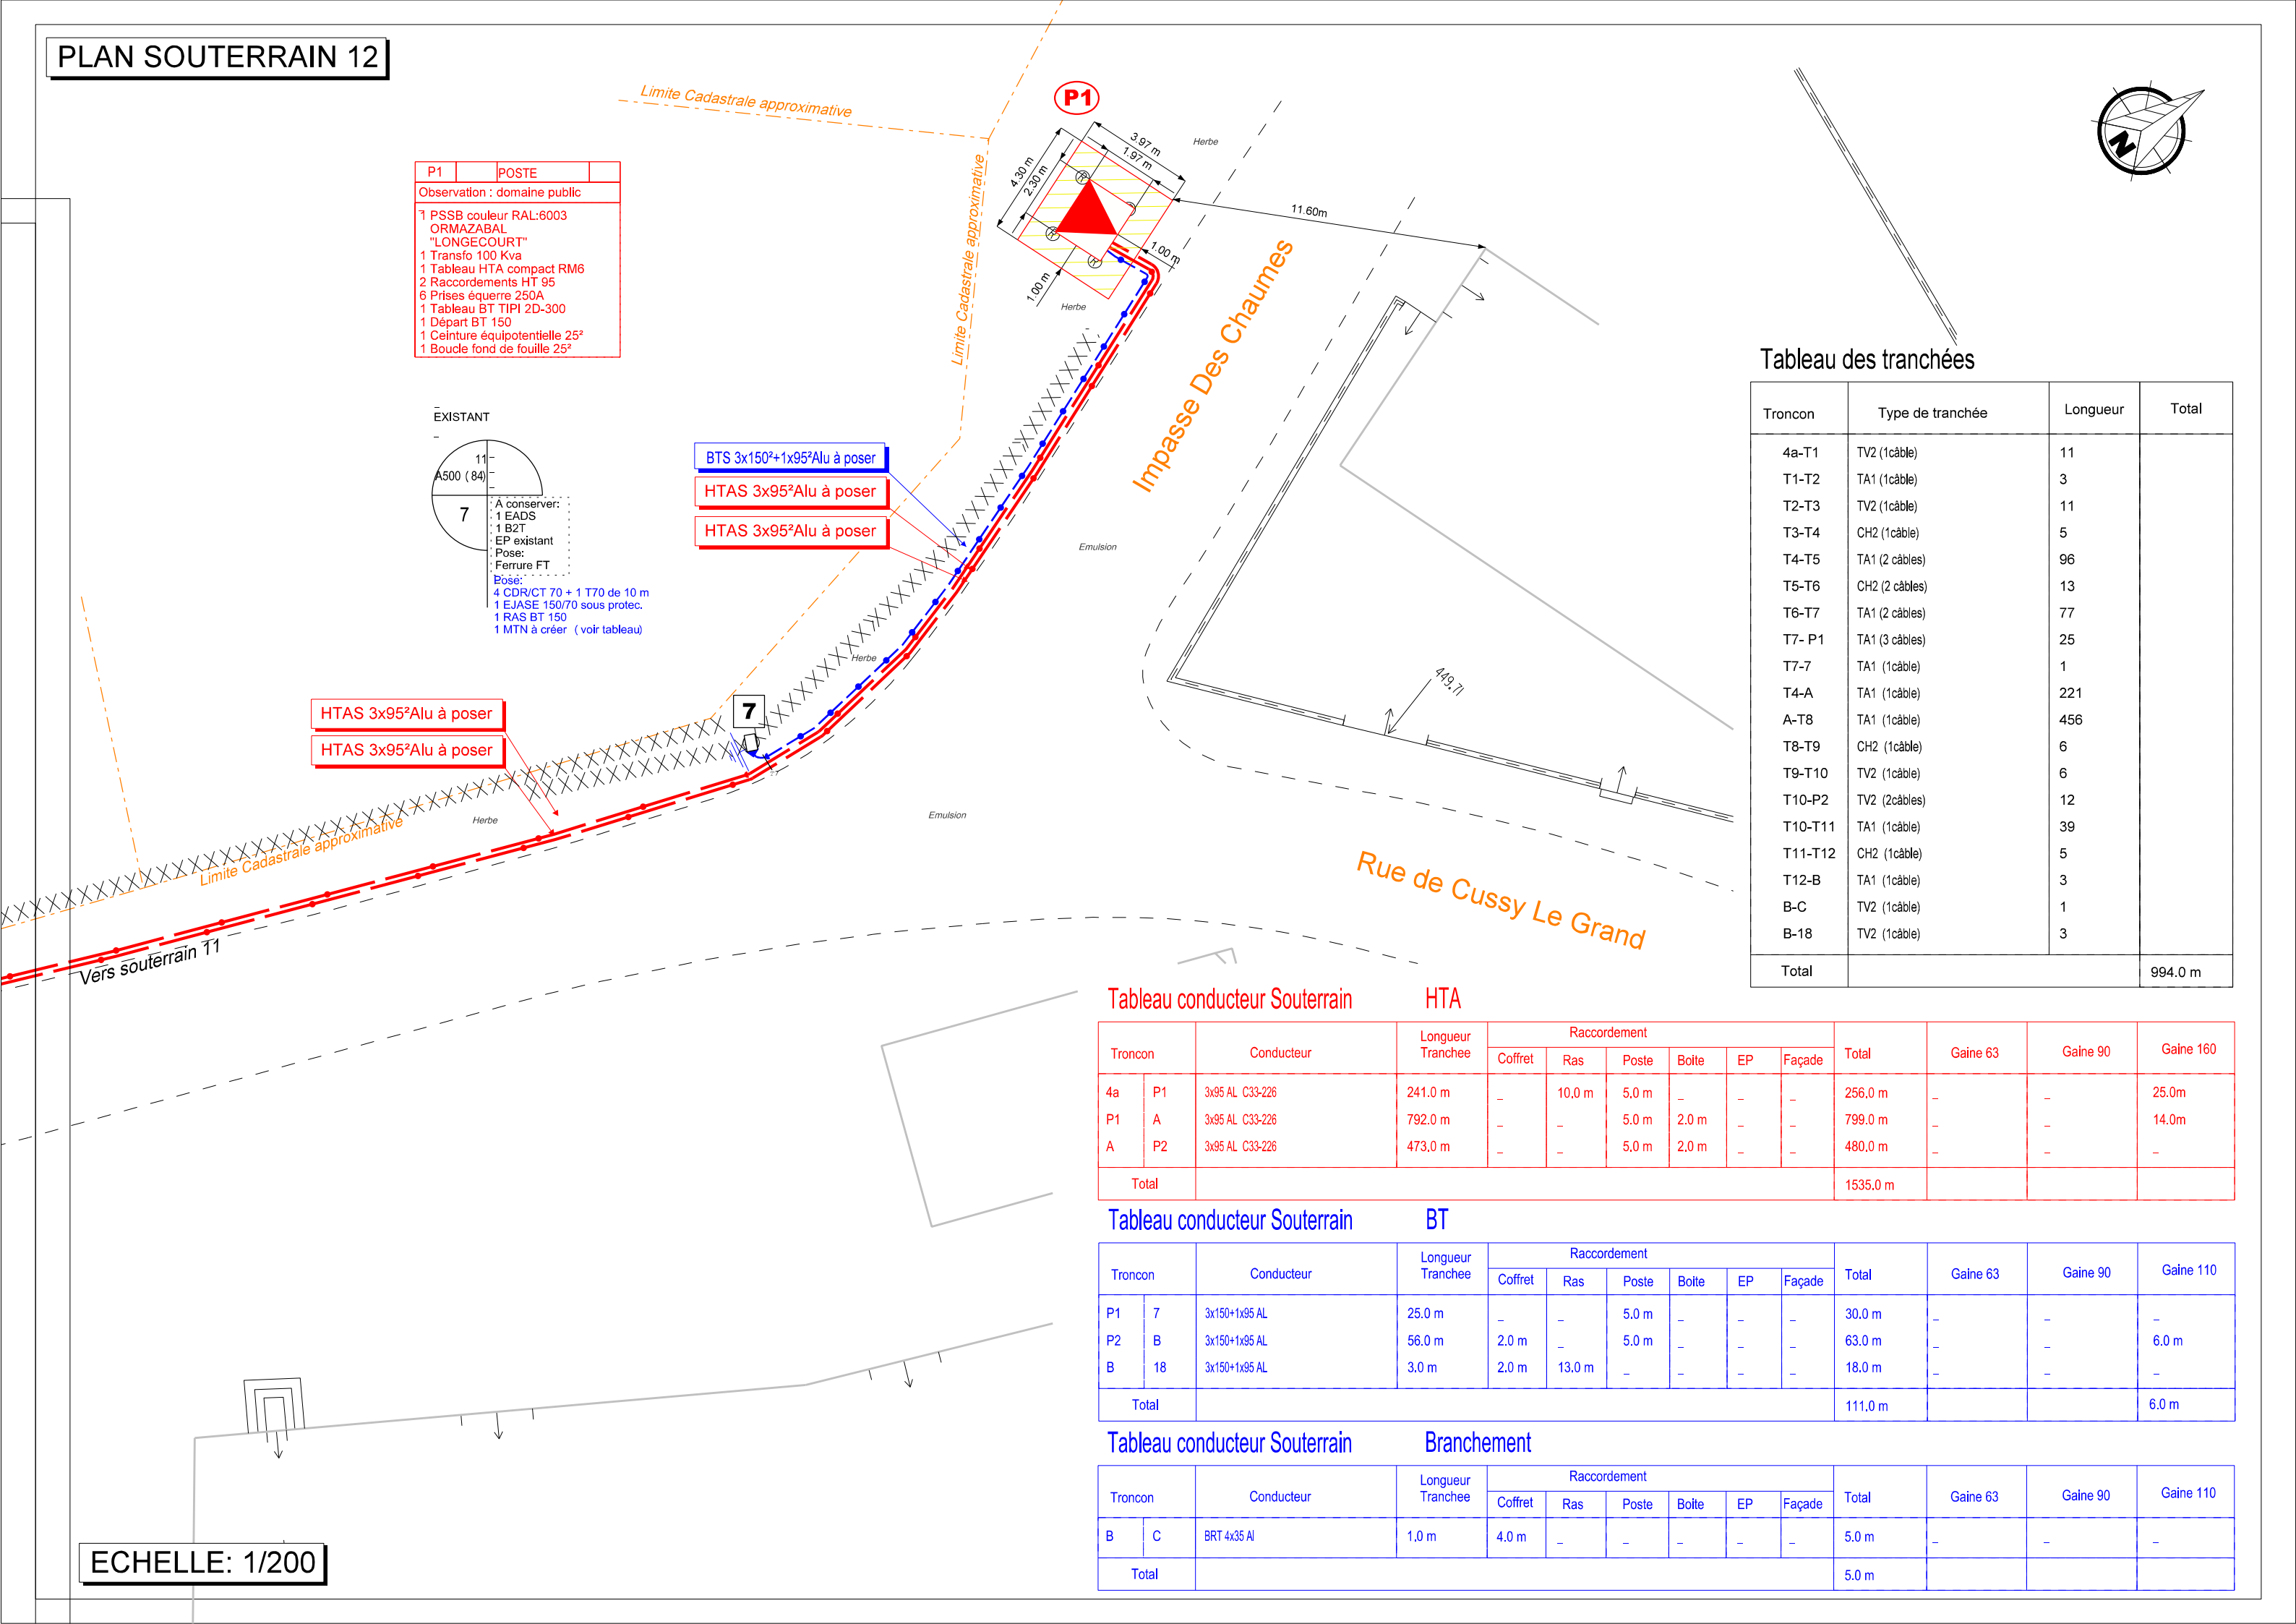 PLAN SOUTERRAIN 12
Limite Cadastrale approximative
P1
3.97 m
1.97 m
4.30 m
2.30 m
R
R
R
1.00 m
1.00 m
11.60m
Herbe
Herbe
N
P1 POSTE
Observation : domaine public
1 PSSB couleur RAL:6003
ORMAZABAL
"LONGECOURT"
1 Transfo 100 Kva
1 Tableau HTA compact RM6
2 Raccordements HT 95
6 Prises équerre 250A
1 Tableau BT TIPI 2D-300
1 Départ BT 150
1 Ceinture équipotentielle 25²
1 Boucle fond de fouille 25²
Limite Cadastrale approximative
Impasse Des Chaumes
EXISTANT
11
A500 ( 84)
7
A conserver:
1 EADS
1 B2T
EP existant
Pose:
Ferrure FT
Pose:
4 CDR/CT 70 + 1 T70 de 10 m
1 EJASE 150/70 sous protec.
1 RAS BT 150
1 MTN à créer ( voir tableau)
BTS 3x150²+1x95²Alu à poser
HTAS 3x95²Alu à poser
HTAS 3x95²Alu à poser
Emulsion
Herbe
7
HTAS 3x95²Alu à poser
HTAS 3x95²Alu à poser
449.71
Herbe
Emulsion
Limite Cadastrale approximative
Vers souterrain 11
Rue de Cussy Le Grand
Tableau des tranchées
Troncon Type de tranchée Longueur Total
4a-T1 TV2 (1câble) 11
T1-T2 TA1 (1câble) 3
T2-T3 TV2 (1câble) 11
T3-T4 CH2 (1câble) 5
T4-T5 TA1 (2 câbles) 96
T5-T6 CH2 (2 câbles) 13
T6-T7 TA1 (2 câbles) 77
T7- P1 TA1 (3 câbles) 25
T7-7 TA1 (1câble) 1
T4-A TA1 (1câble) 221
A-T8 TA1 (1câble) 456
T8-T9 CH2 (1câble) 6
T9-T10 TV2 (1câble) 6
T10-P2 TV2 (2câbles) 12
T10-T11 TA1 (1câble) 39
T11-T12 CH2 (1câble) 5
T12-B TA1 (1câble) 3
B-C TV2 (1câble) 1
B-18 TV2 (1câble) 3
Total 994.0 m
Tableau conducteur Souterrain HTA
Troncon Conducteur Longueur Tranchee Raccordement Total Gaine 63 Gaine 90 Gaine 160
Coffret Ras Poste Boite EP Façade
4a P1 3x95 AL C33-226 241.0 m _ 10.0 m 5.0 m _ _ _ 256.0 m _ _ 25.0m
P1 A 3x95 AL C33-226 792.0 m _ _ 5.0 m 2.0 m _ _ 799.0 m _ _ 14.0m
A P2 3x95 AL C33-226 473.0 m _ _ 5.0 m 2.0 m _ _ 480.0 m _ _ _
Total 1535.0 m
Tableau conducteur Souterrain BT
Troncon Conducteur Longueur Tranchee Raccordement Total Gaine 63 Gaine 90 Gaine 110
Coffret Ras Poste Boite EP Façade
P1 7 3x150+1x95 AL 25.0 m _ _ 5.0 m _ _ _ 30.0 m _ _ _
P2 B 3x150+1x95 AL 56.0 m 2.0 m _ 5.0 m _ _ _ 63.0 m _ _ 6.0 m
B 18 3x150+1x95 AL 3.0 m 2.0 m 13.0 m _ _ _ _ 18.0 m _ _ _
Total 111.0 m 6.0 m
Tableau conducteur Souterrain Branchement
Troncon Conducteur Longueur Tranchee Raccordement Total Gaine 63 Gaine 90 Gaine 110
Coffret Ras Poste Boite EP Façade
B C BRT 4x35 Al 1.0 m 4.0 m _ _ _ _ _ 5.0 m _ _ _
Total 5.0 m
ECHELLE: 1/200